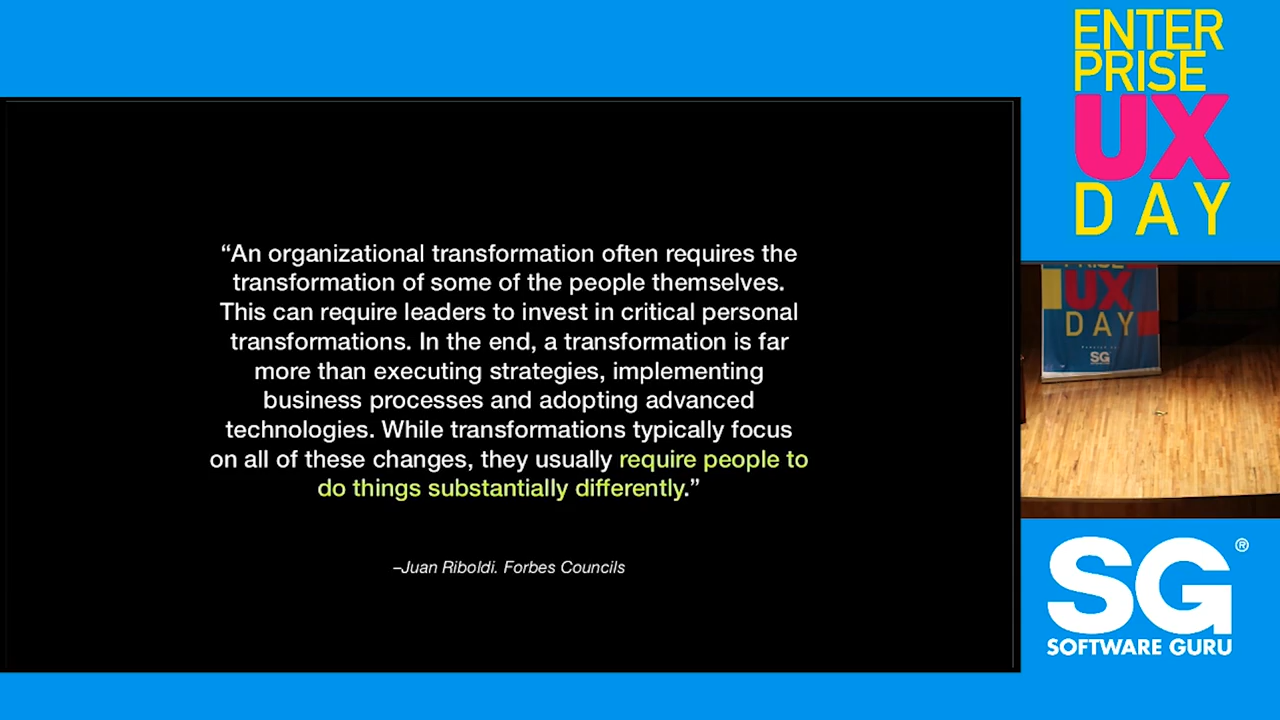 ENTER
PRISE
UX
DAY
“An organizational transformation often requires the
transformation of some of the people themselves.
This can require leaders to invest in critical personal
transformations. In the end, a transformation is far
more than executing strategies, implementing
business processes and adopting advanced
technologies. While transformations typically focus
on all of these changes, they usually require people to
do things substantially differently.”
–Juan Riboldi. Forbes Councils
PRISE
UX
DAY
SG
SG®
SOFTWARE GURU